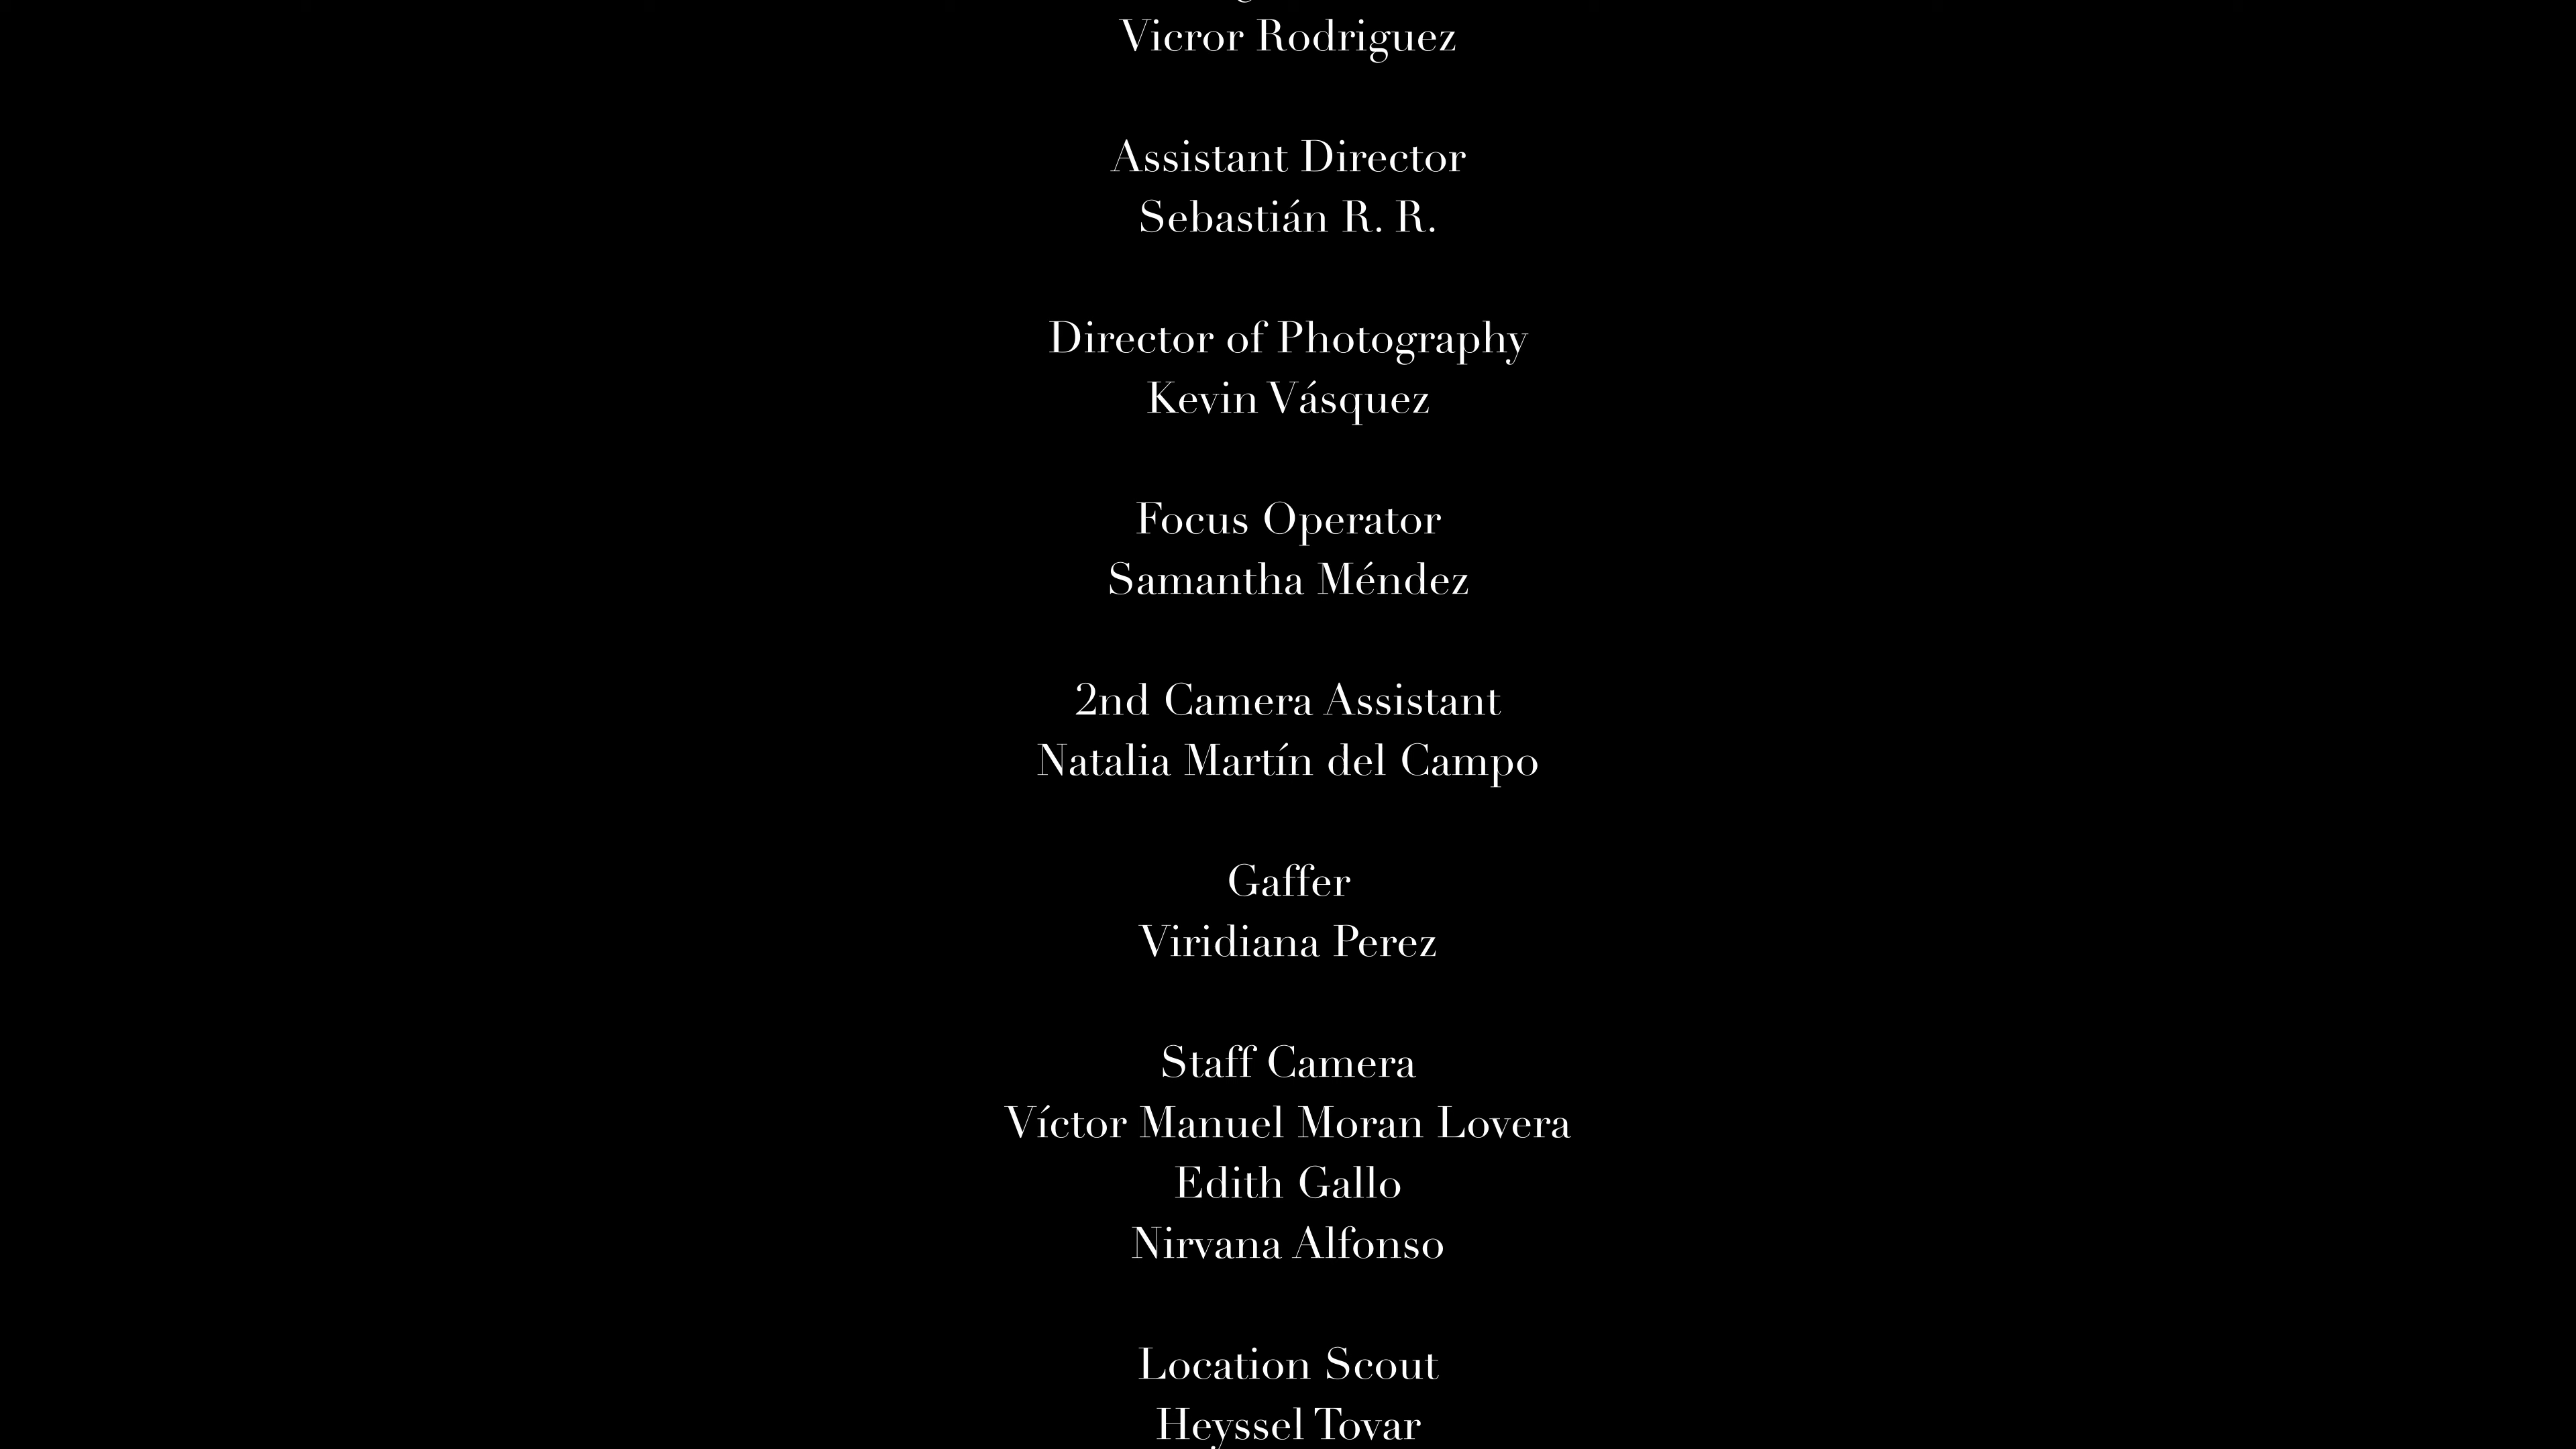 Vicror Rodriguez
Assistant Director
Sebastián R. R.
Director of Photography
Kevin Vásquez
Focus Operator
Samantha Méndez
2nd Camera Assistant
Natalia Martín del Campo
Gaffer
Viridiana Perez
Staff Camera
Víctor Manuel Moran Lovera
Edith Gallo
Nirvana Alfonso
Location Scout
Heyssel Tovar